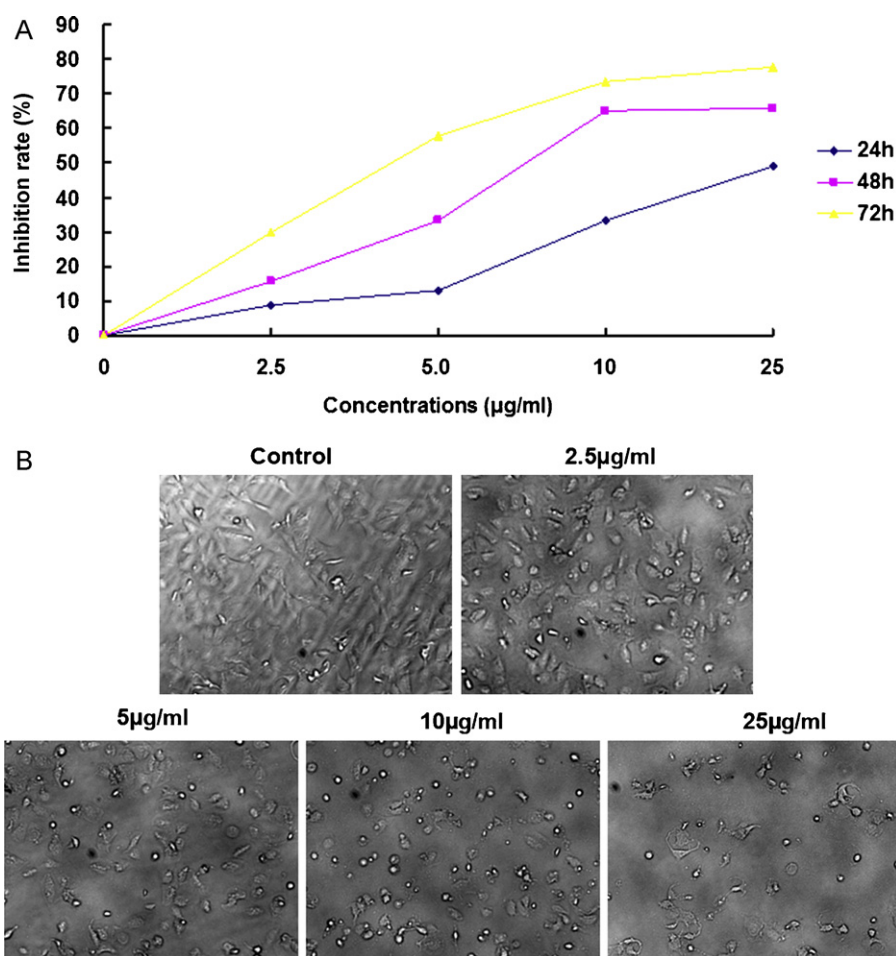 A
90
80
70
60
50
40
30
20
10
0
Inhibition rate (%)
0 2.5 5.0 10 25
Concentrations (μg/ml)
24h
48h
72h
B
Control 2.5μg/ml
5μg/ml 10μg/ml 25μg/ml